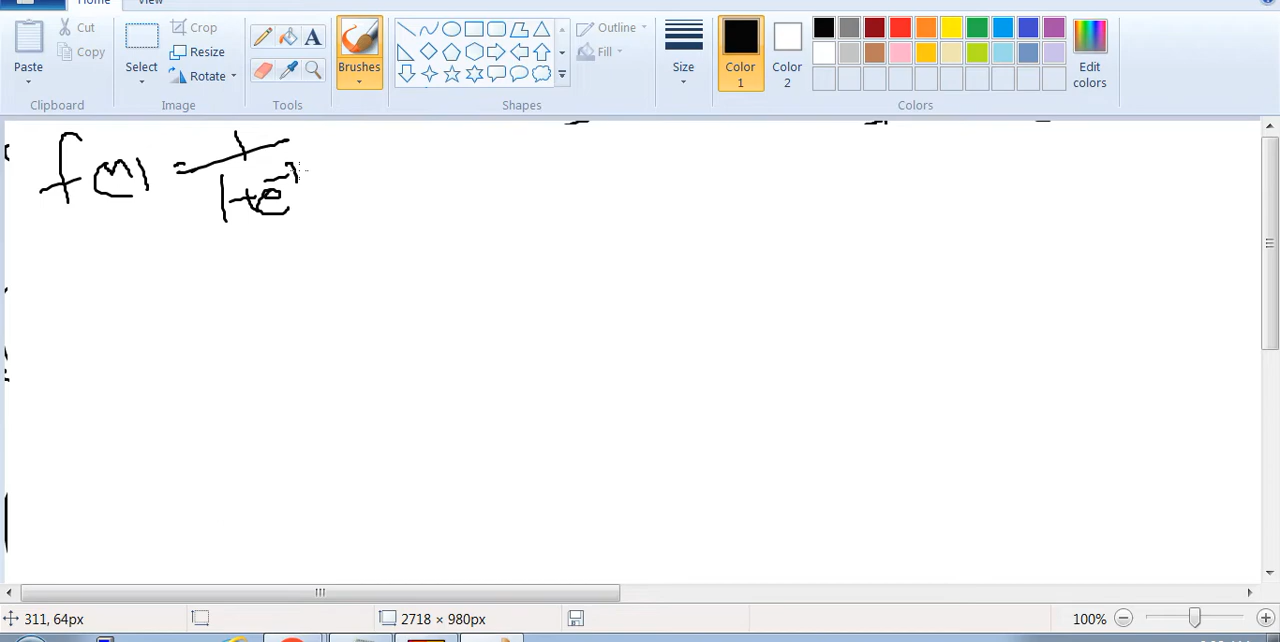 Home View
Paste
Cut
Copy
Clipboard
Select
Crop
Resize
Rotate
Image
Tools
Brushes
Shapes
Outline
Fill
Size
Color 1
Color 2
Edit colors
Colors
= 1
1+e⁻
311, 64px
2718 × 980px
100%